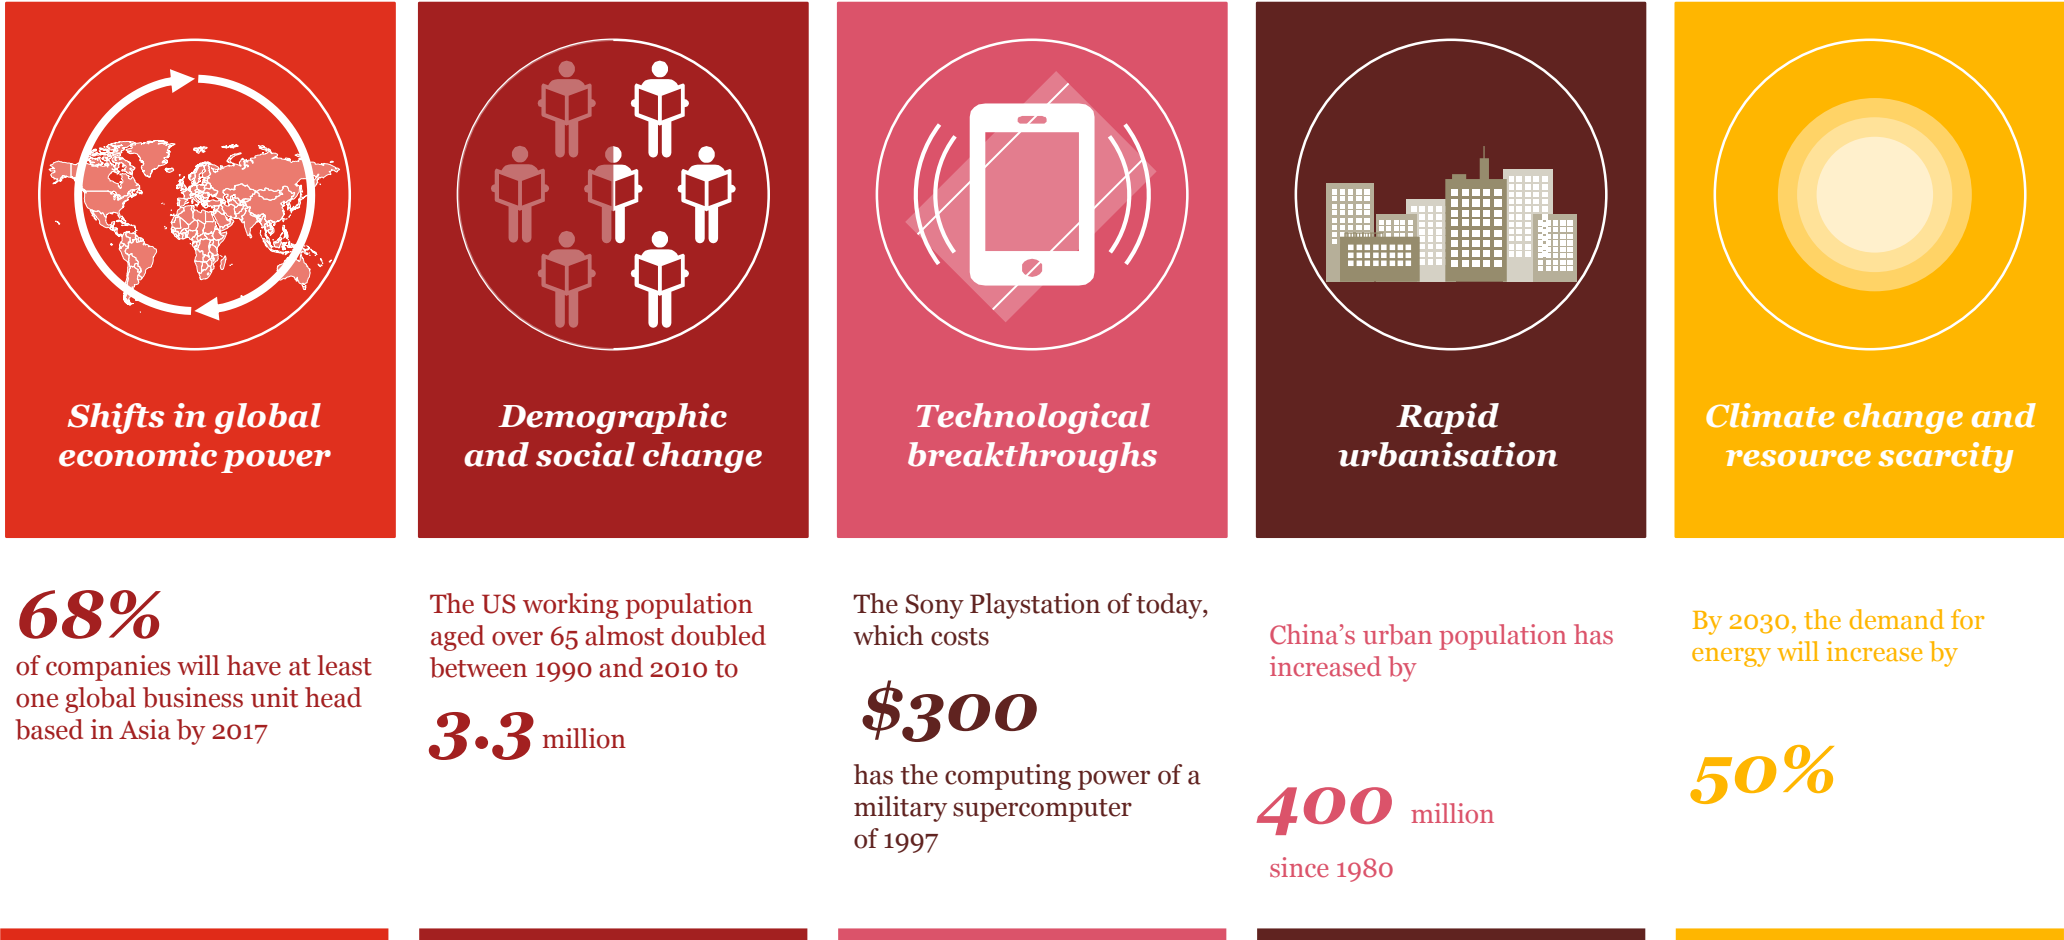 Shifts in global
economic power
68%
of companies will have at least
one global business unit head
based in Asia by 2017
Demographic
and social change
The US working population
aged over 65 almost doubled
between 1990 and 2010 to
3.3 million
Technological
breakthroughs
The Sony Playstation of today,
which costs
$300
has the computing power of a
military supercomputer
of 1997
Rapid
urbanisation
China's urban population has
increased by
400 million
since 1980
Climate change and
resource scarcity
By 2030, the demand for
energy will increase by
50%